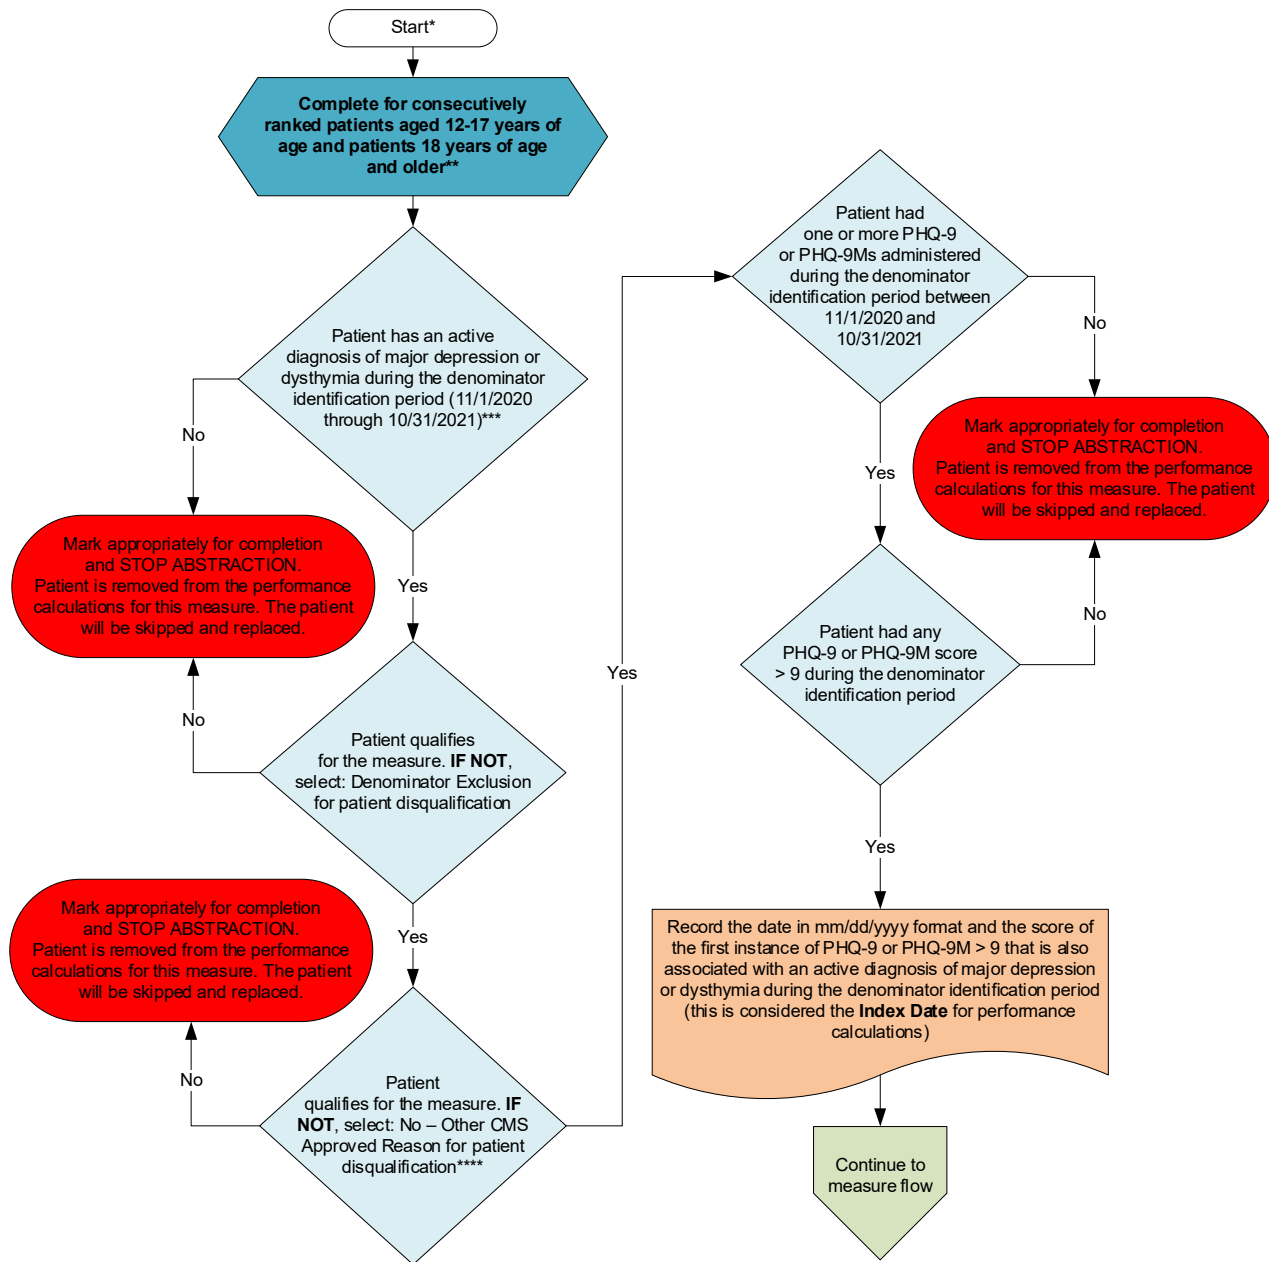 Start*
Complete for consecutively
ranked patients aged 12-17 years of
age and patients 18 years of age
and older**
Patient has an active
diagnosis of major depression or
dysthymia during the denominator
identification period (11/1/2020
through 10/31/2021)***
No
Mark appropriately for completion
and STOP ABSTRACTION.
Patient is removed from the performance
calculations for this measure. The patient
will be skipped and replaced.
Yes
No
Patient qualifies
for the measure. IF NOT,
select: Denominator Exclusion
for patient disqualification
Yes
Mark appropriately for completion
and STOP ABSTRACTION.
Patient is removed from the performance
calculations for this measure. The patient
will be skipped and replaced.
No
Patient
qualifies for the measure. IF
NOT, select: No – Other CMS
Approved Reason for patient
disqualification****
Yes
Patient had
one or more PHQ-9
or PHQ-9Ms administered
during the denominator
identification period between
11/1/2020 and
10/31/2021
No
Mark appropriately for completion
and STOP ABSTRACTION.
Patient is removed from the performance
calculations for this measure. The patient
will be skipped and replaced.
Yes
No
Patient had any
PHQ-9 or PHQ-9M score
> 9 during the denominator
identification period
Yes
Record the date in mm/dd/yyyy format and the score of
the first instance of PHQ-9 or PHQ-9M > 9 that is also
associated with an active diagnosis of major depression
or dysthymia during the denominator identification period
(this is considered the Index Date for performance
calculations)
Continue to
measure flow